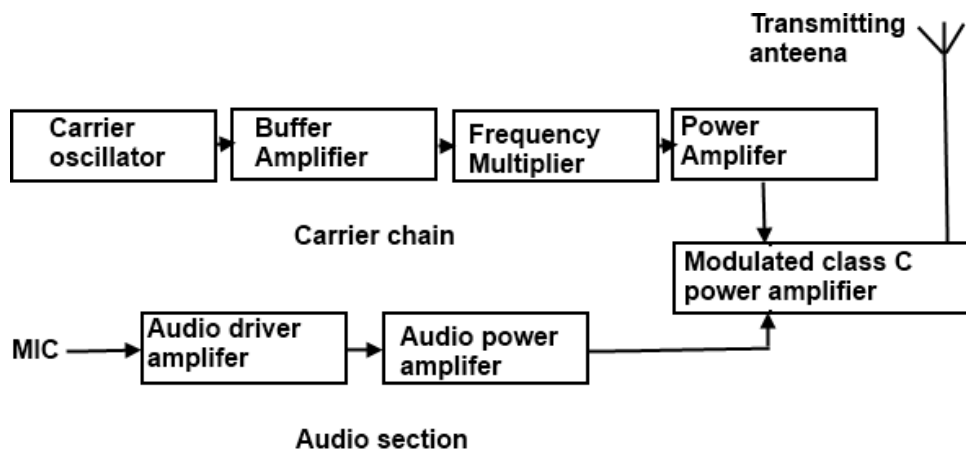 Transmitting
anteena
Carrier
oscillator
Buffer
Amplifier
Frequency
Multiplier
Power
Amplifer
Carrier chain
Modulated class C
power amplifier
MIC
Audio driver
amplifer
Audio power
amplifer
Audio section